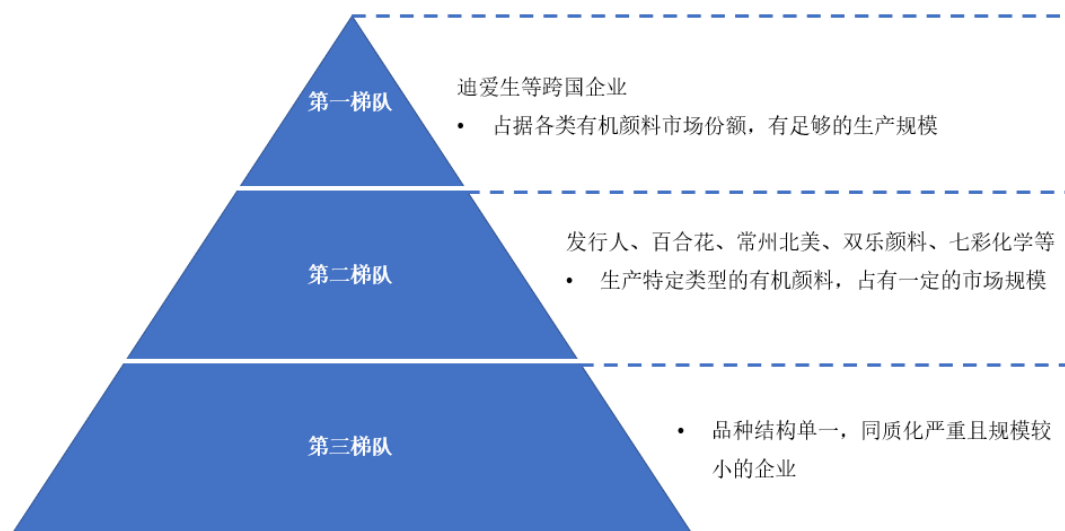 第一梯队
迪爱生等跨国企业
• 占据各类有机颜料市场份额，有足够的生产规模
第二梯队
发行人、百合花、常州北美、双乐颜料、七彩化学等
• 生产特定类型的有机颜料，占有一定的市场规模
第三梯队
• 品种结构单一，同质化严重且规模较
小的企业